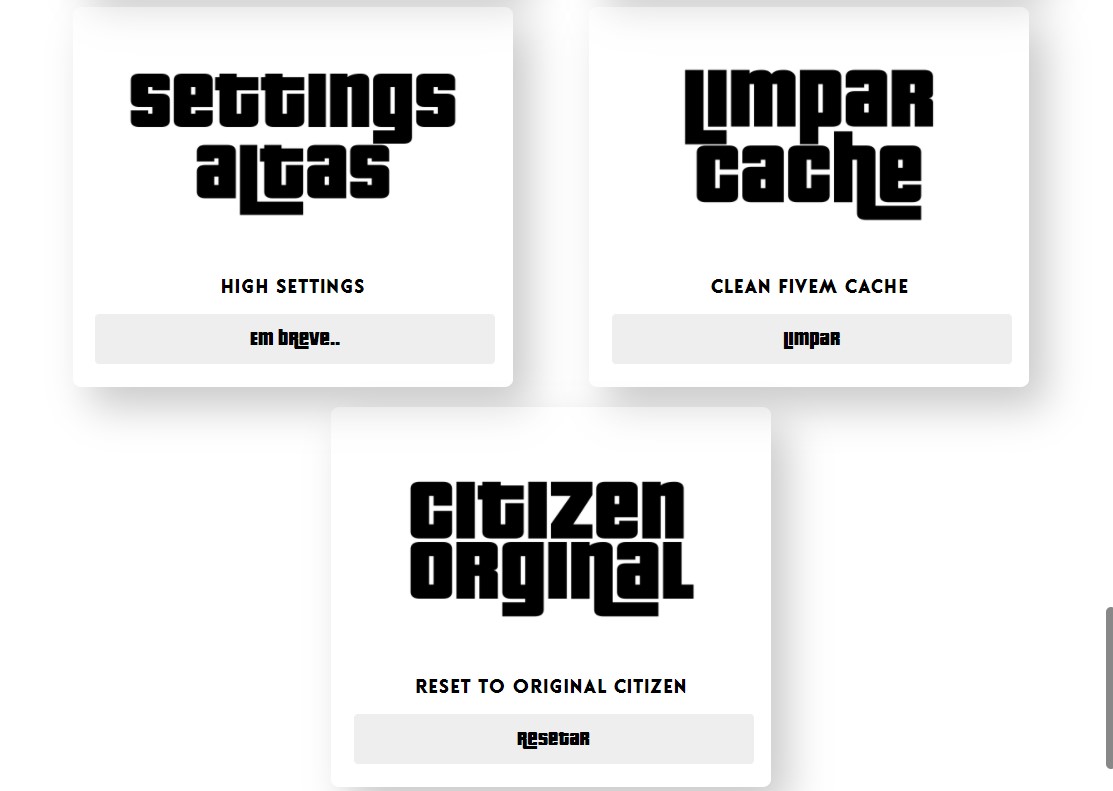 settings
altas
HIGH SETTINGS
Em breve..
Limpar
cache
CLEAN FIVEM CACHE
Limpar
citizen
orginal
RESET TO ORIGINAL CITIZEN
Resetar